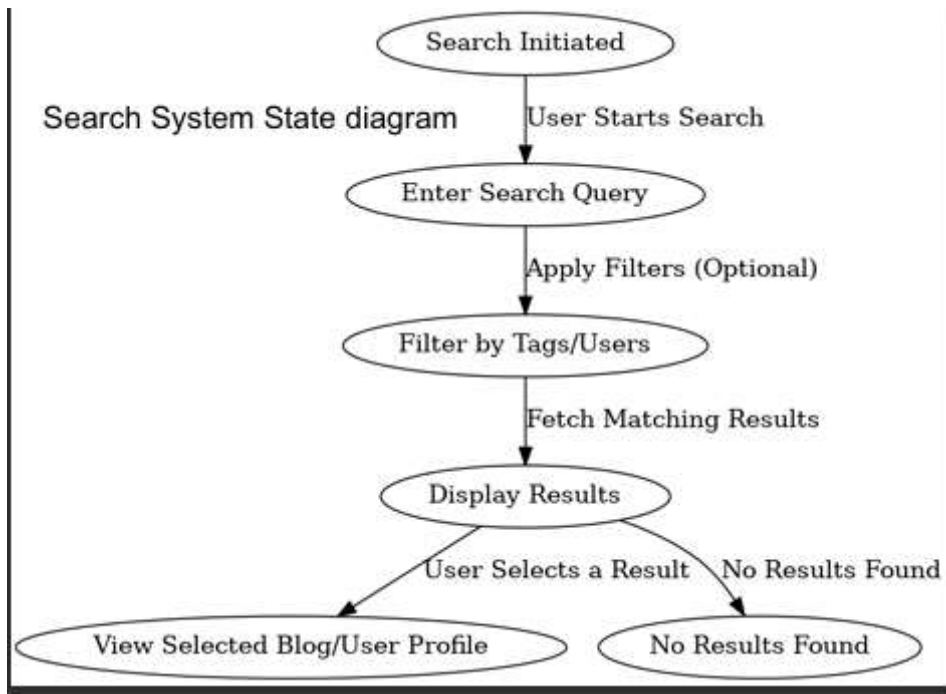 Search Initiated
Search System State diagram
User Starts Search
Enter Search Query
Apply Filters (Optional)
Filter by Tags/Users
Fetch Matching Results
Display Results
User Selects a Result
No Results Found
View Selected Blog/User Profile
No Results Found